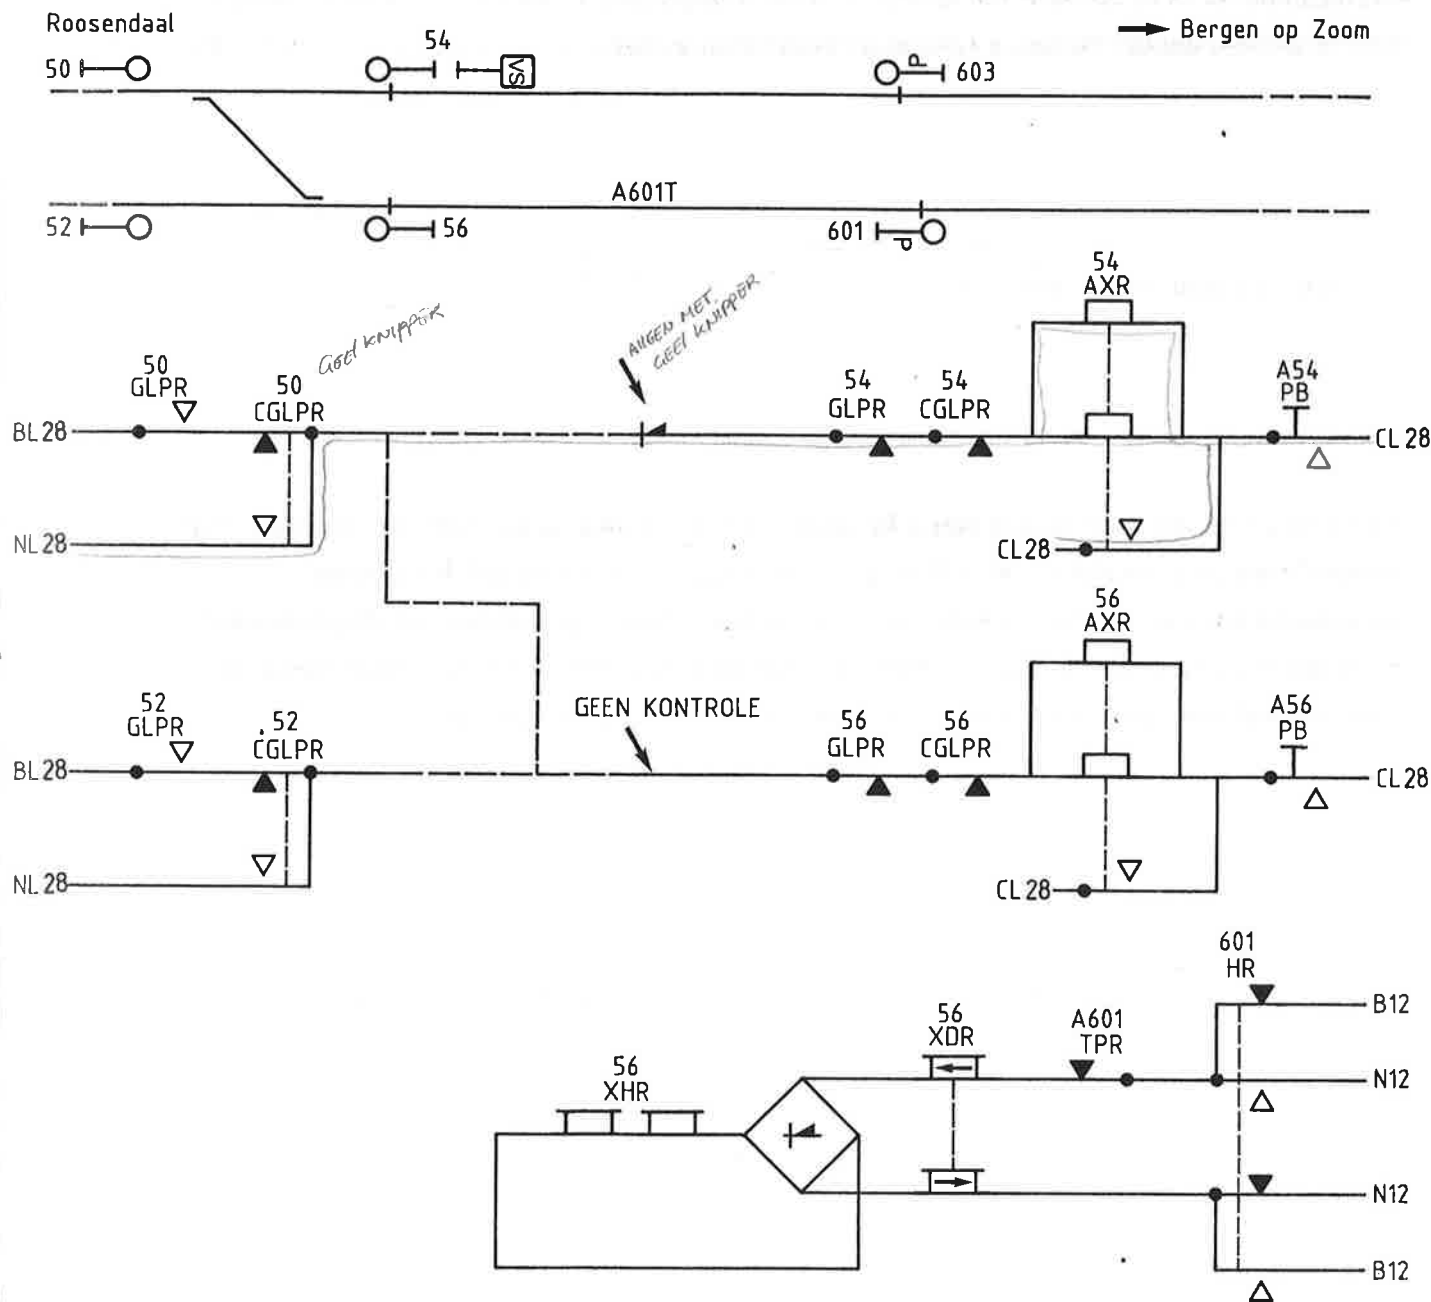 Roosendaal
Bergen op Zoom
50
54
VS
P
603
A601T
52
56
601
P
54
AXR
GEEL KNIPPER
ALLEEN MET
GEEL KNIPPER
50
GLPR
50
CGLPR
54
GLPR
54
CGLPR
A54
PB
BL28
CL28
NL28
CL28
56
AXR
52
GLPR
52
CGLPR
GEEN KONTROLE
56
GLPR
56
CGLPR
A56
PB
BL28
CL28
NL28
CL28
601
HR
B12
56
XDR
A601
TPR
56
XHR
N12
N12
B12